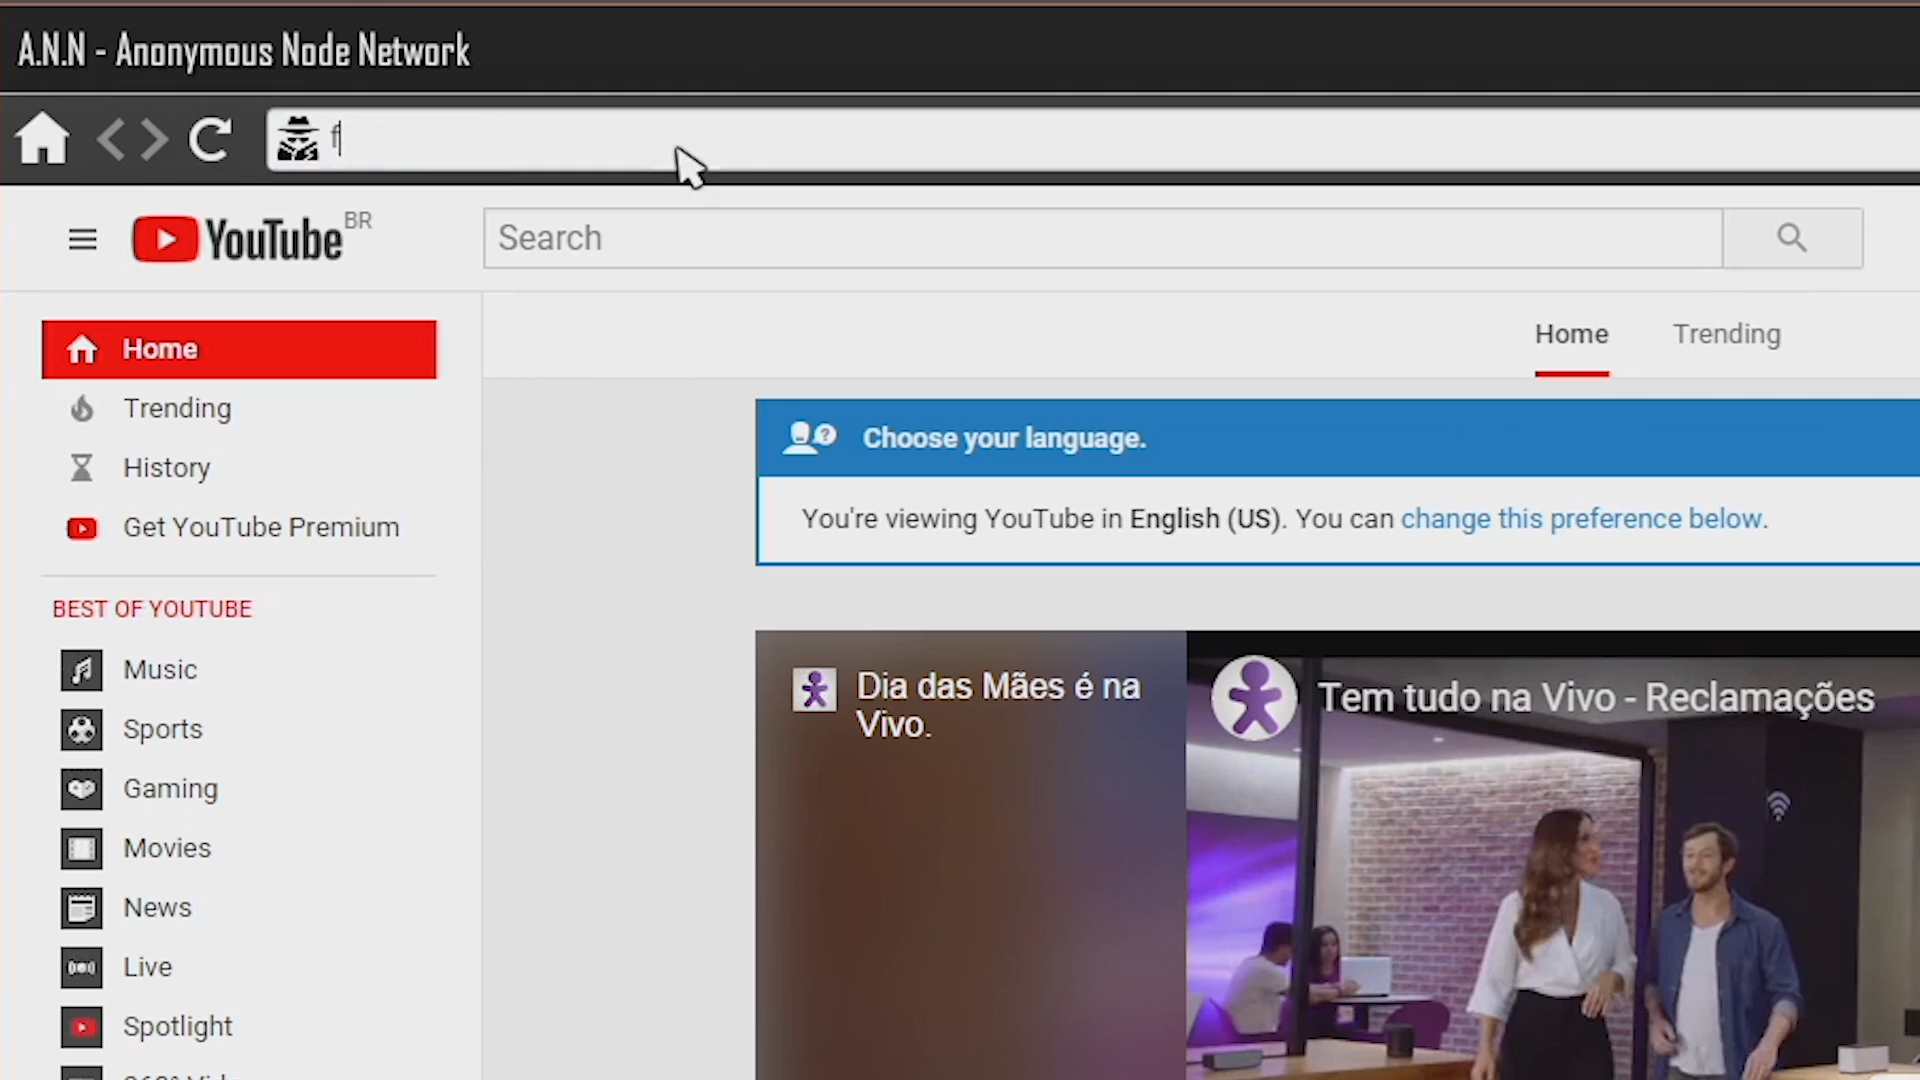 A.N.N - Anonymous Node Network
f
YouTube BR
Search
Home
Trending
Home
Trending
History
Get YouTube Premium
Choose your language.
You're viewing YouTube in English (US). You can change this preference below.
BEST OF YOUTUBE
Music
Sports
Gaming
Movies
News
Live
Spotlight
Dia das Mães é na
Vivo.
Tem tudo na Vivo - Reclamações